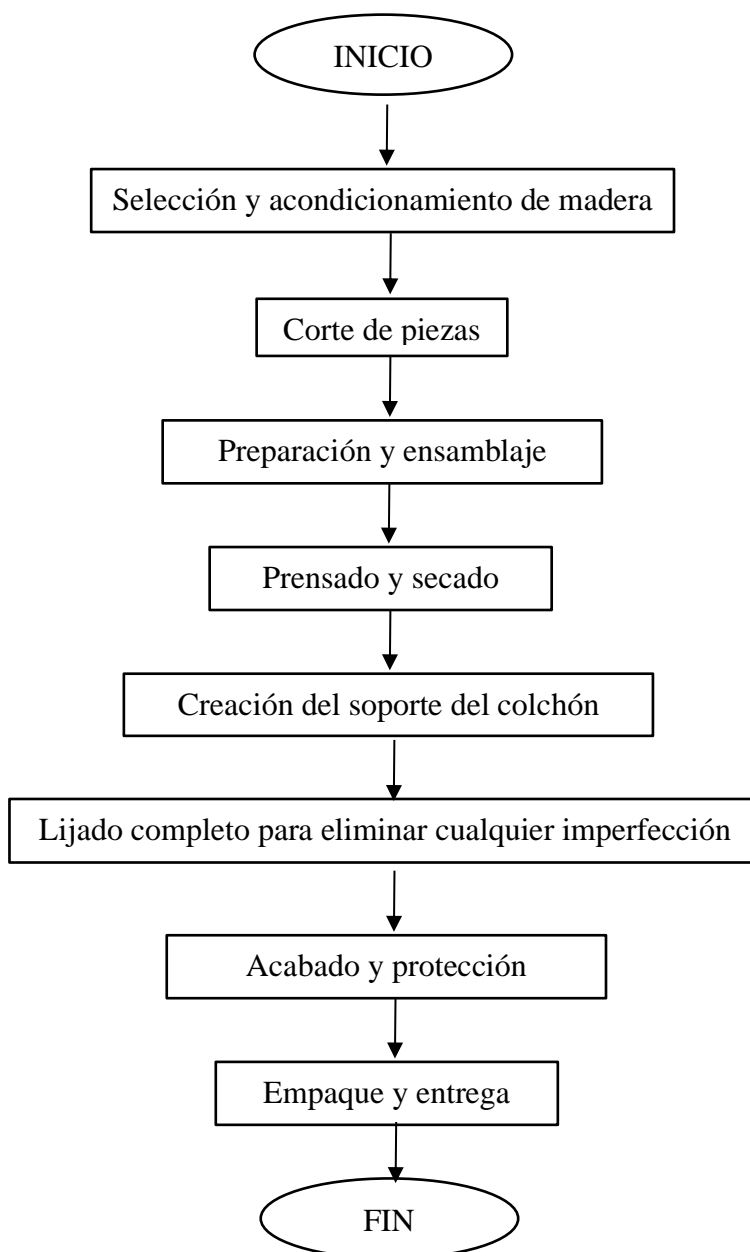 INICIO
Selección y acondicionamiento de madera
Corte de piezas
Preparación y ensamblaje
Prensado y secado
Creación del soporte del colchón
Lijado completo para eliminar cualquier imperfección
Acabado y protección
Empaque y entrega
FIN